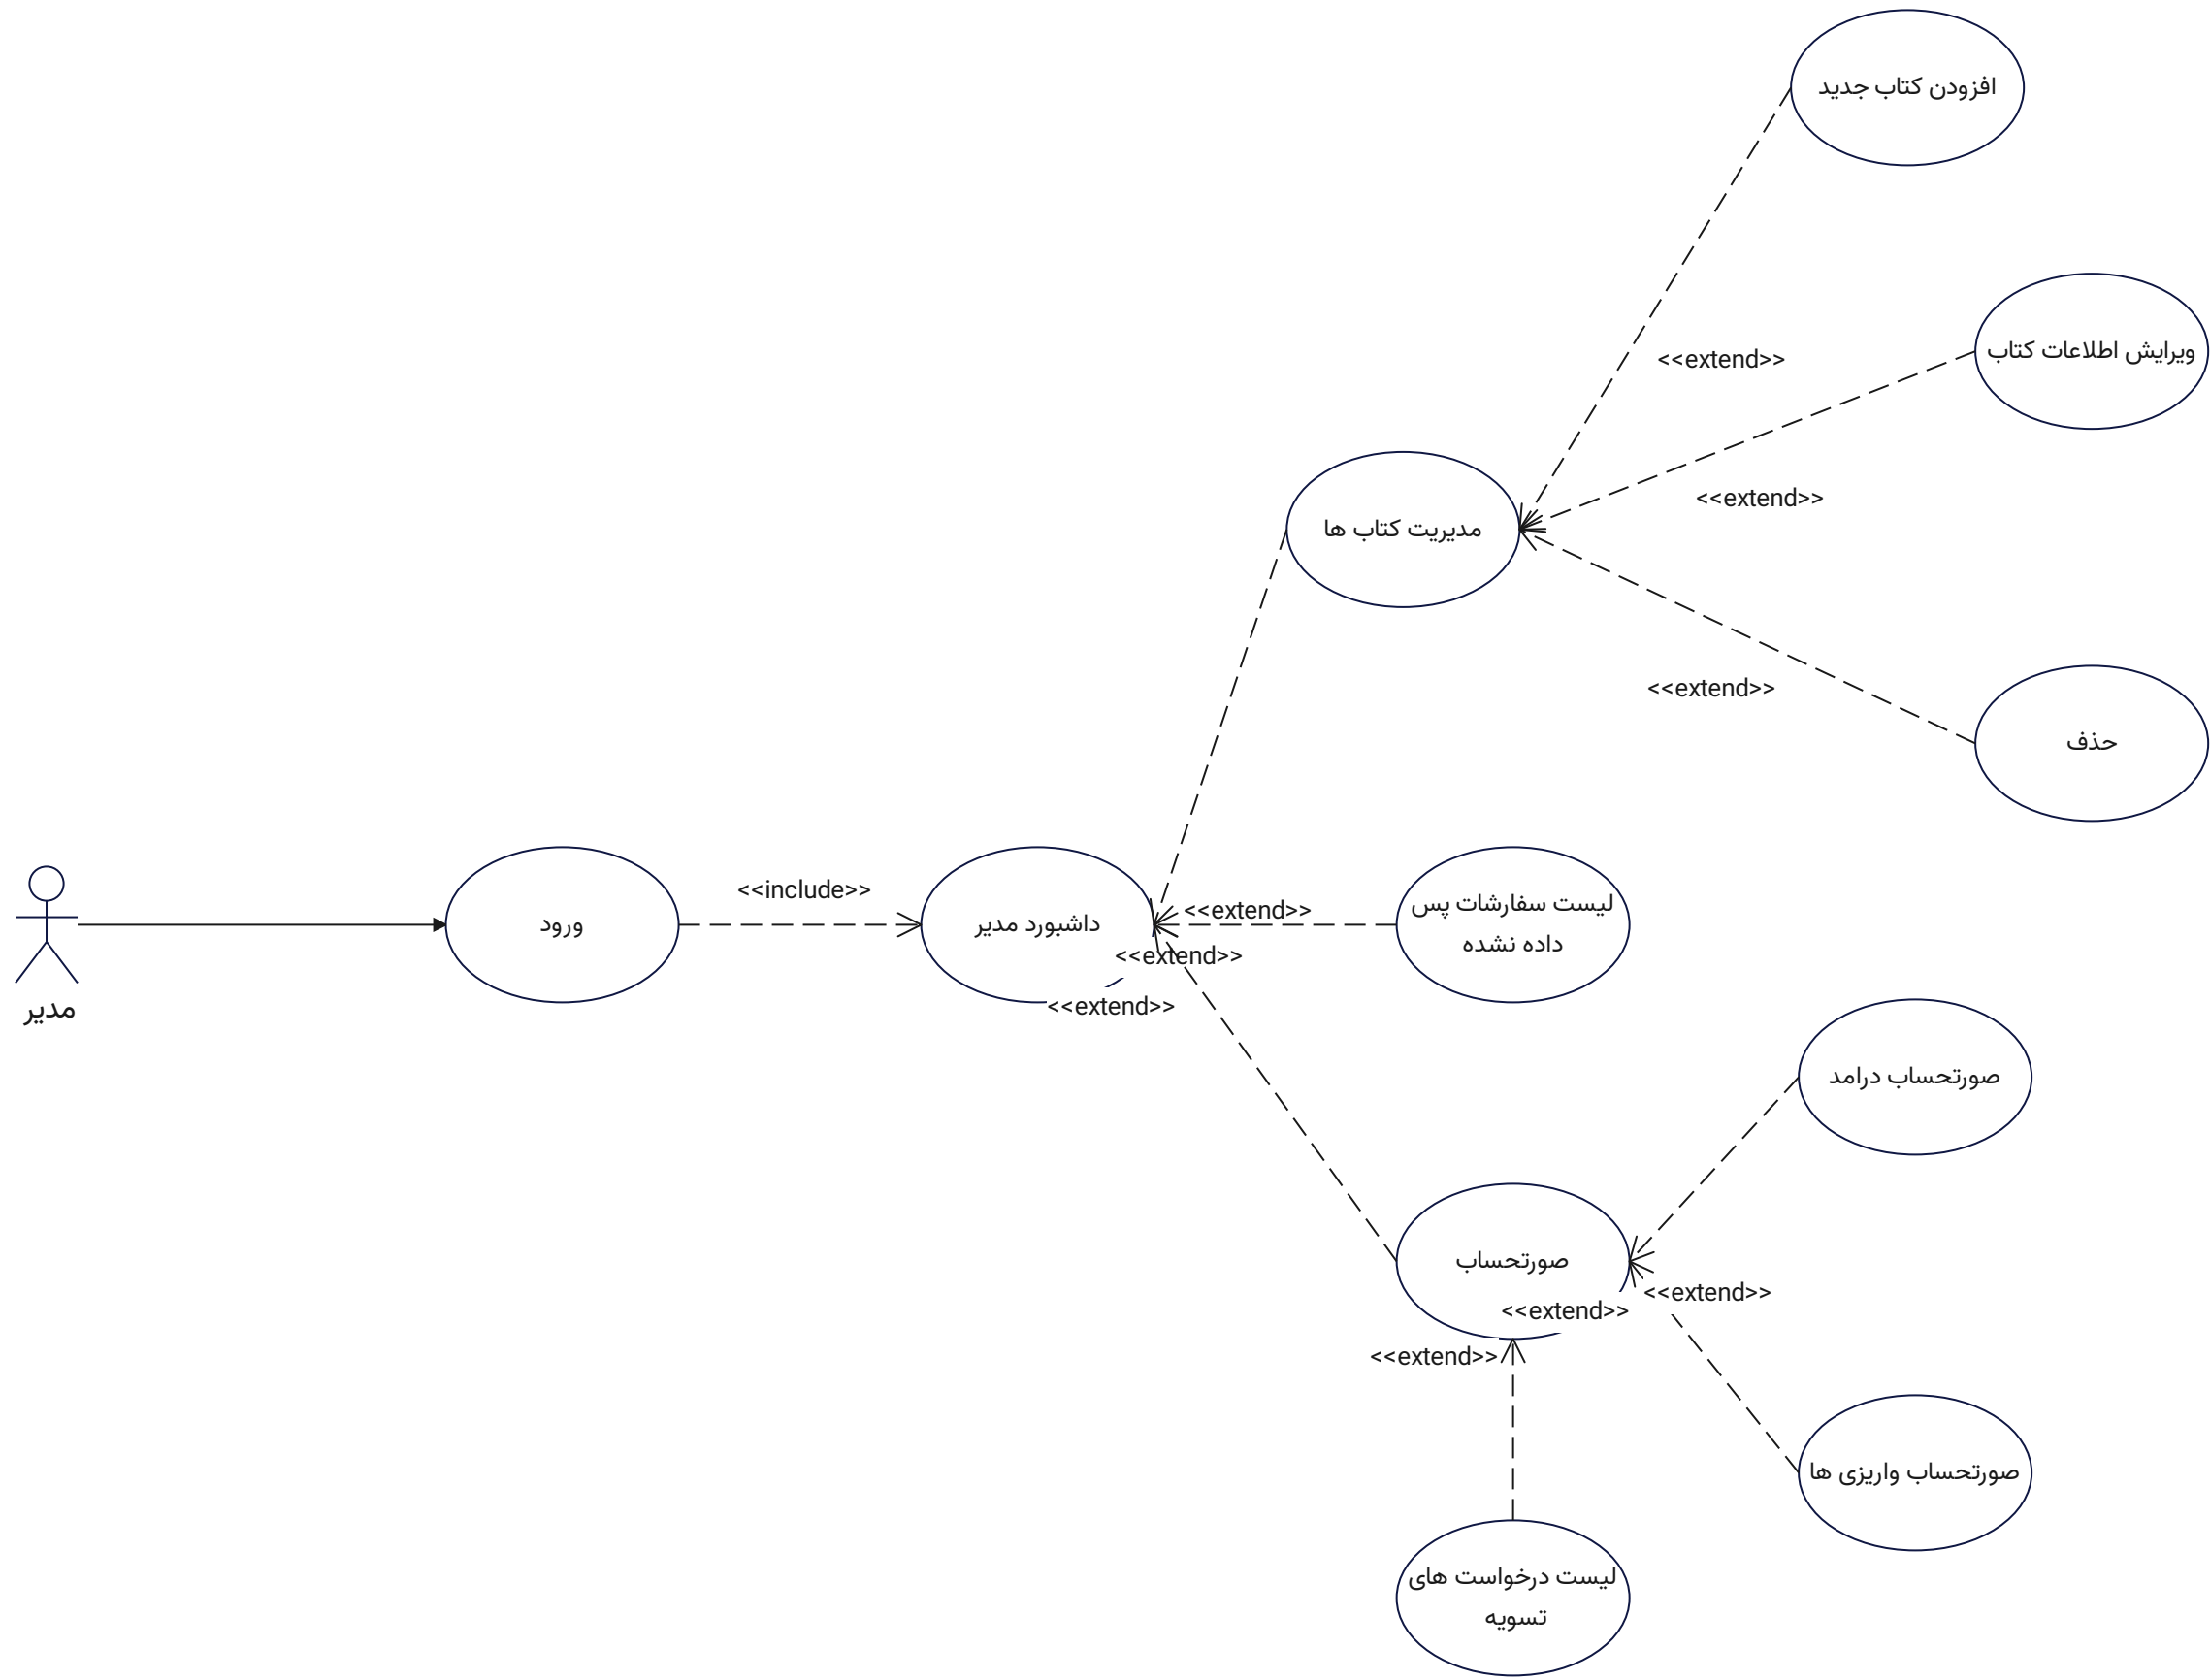 افزودن کتاب جدید
ویرایش اطلاعات کتاب
<<extend>>
<<extend>>
مدیریت کتاب ها
<<extend>>
حذف
<<include>>
<<extend>>
لیست سفارشات پس
داده نشده
ورود
داشبورد مدیر
<<extend>>
<<extend>>
مدیر
صورتحساب درامد
صورتحساب
<<extend>>
<<extend>>
<<extend>>
صورتحساب واریزی ها
لیست درخواست های
تسویه